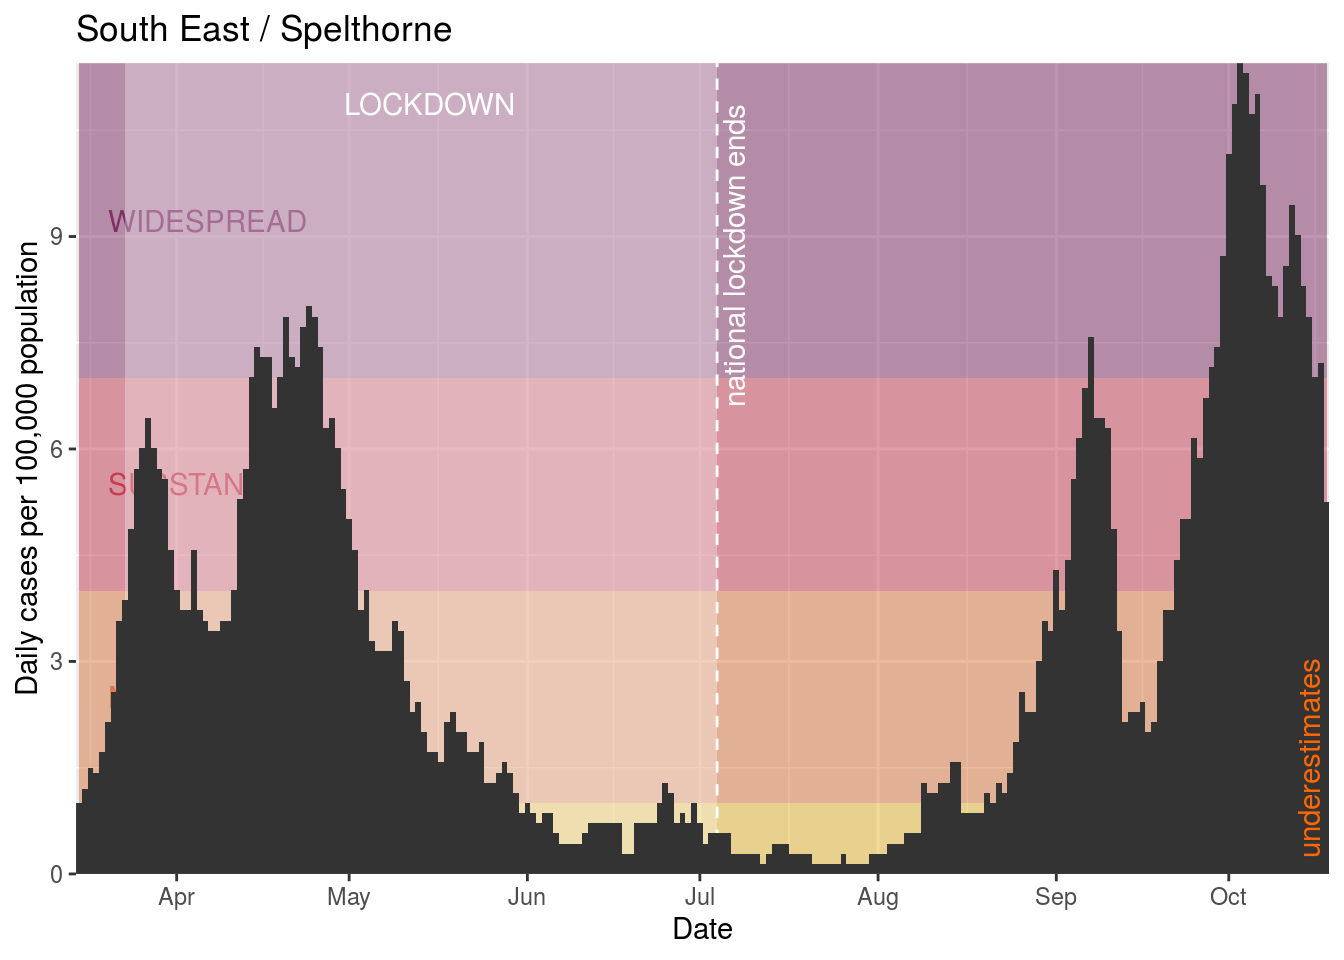 South East / Spelthorne
Daily cases per 100,000 population
9
6
3
0
LOCKDOWN
WIDESPREAD
national lockdown ends
underestimates
Apr
May
Jun
Jul
Aug
Sep
Oct
Date